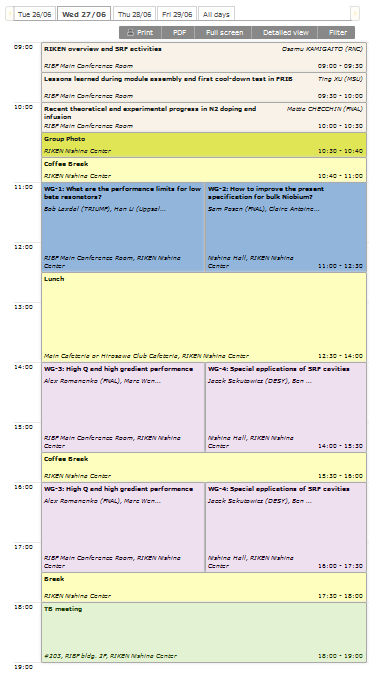 Tue 26/06 Wed 27/06 Thu 28/06 Fri 29/06 All days
Print PDF Full screen Detailed view Filter
09:00
RIKEN overview and SRF activities Osamu KAMIGAITO (RNC)
RIBF Main Conference Room 09:00 - 09:30
Lessons learned during module assembly and first cool-down test in FRIB Ting XU (MSU)
RIBF Main Conference Room 09:30 - 10:00
10:00
Recent theoretical and experimental progress in N2 doping and Mattia CHECCHIN (FNAL)
infusion
RIBF Main Conference Room 10:00 - 10:30
Group Photo
RIKEN Nishina Center 10:30 - 10:40
Coffee Break
RIKEN Nishina Center 10:40 - 11:00
11:00
WG-1: What are the performance limits for low
beta resonators?
Bob Laxdal (TRIUMF), Han Li (Uppsal...
RIBF Main Conference Room, RIKEN Nishina
Center
WG-2: How to improve the present
specification for bulk Niobium?
Sam Posen (FNAL), Claire Antoine...
Nishina Hall, RIKEN Nishina
Center 11:00 - 12:30
12:00
Lunch
13:00
Main Cafeteria or Hirosawa Club Cafeteria, RIKEN Nishina Center 12:30 - 14:00
14:00
WG-3: High Q and high gradient performance
Alex Romanenko (FNAL), Marc Wen...
RIBF Main Conference Room, RIKEN Nishina
Center
WG-4: Special applications of SRF cavities
Jacek Sekutowicz (DESY), Ben ...
Nishina Hall, RIKEN Nishina
Center 14:00 - 15:30
15:00
Coffee Break
RIKEN Nishina Center 15:30 - 16:00
16:00
WG-3: High Q and high gradient performance
Alex Romanenko (FNAL), Marc Wen...
RIBF Main Conference Room, RIKEN Nishina
Center
WG-4: Special applications of SRF cavities
Jacek Sekutowicz (DESY), Ben ...
Nishina Hall, RIKEN Nishina
Center 16:00 - 17:30
17:00
Break
RIKEN Nishina Center 17:30 - 18:00
18:00
TB meeting
#203, RIBF bldg. 2F, RIKEN Nishina Center 18:00 - 19:00
19:00